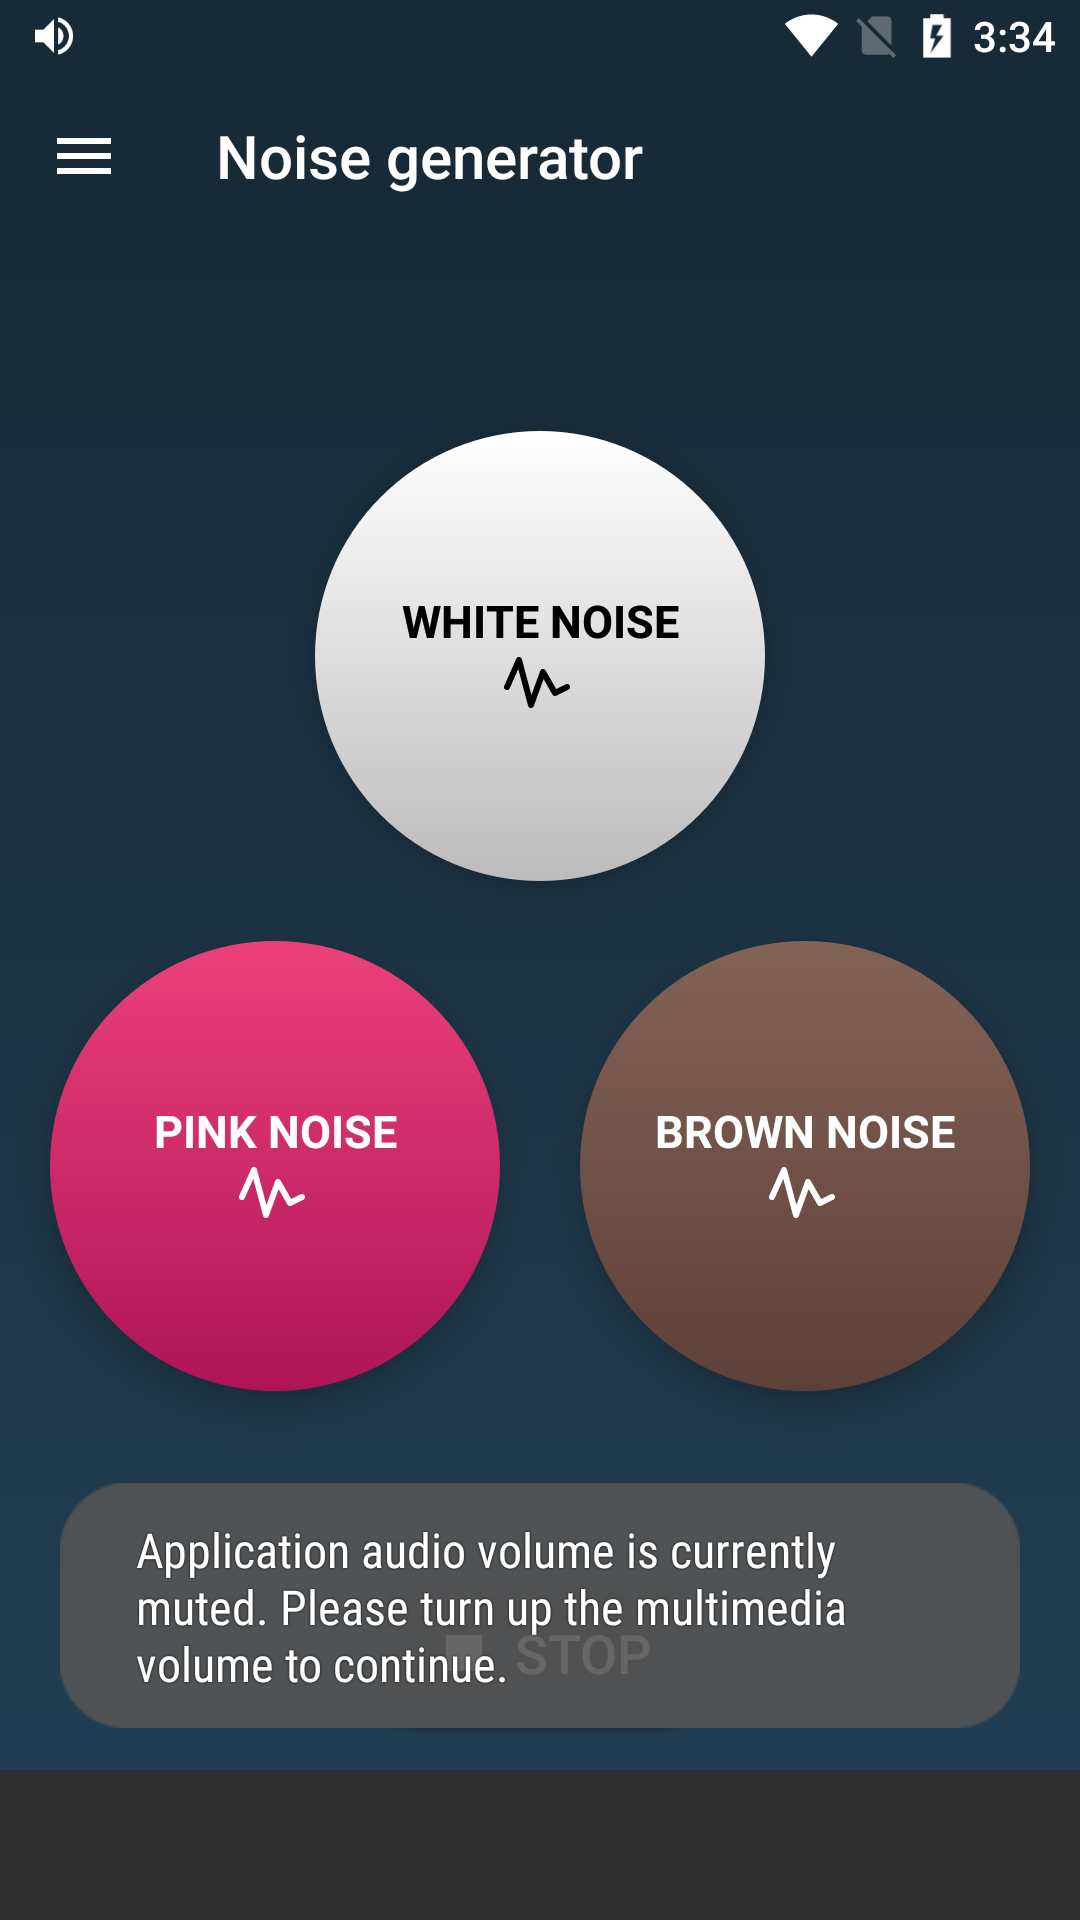 3:34
Noise generator
WHITE NOISE
PINK NOISE
BROWN NOISE
Application audio volume is currently
muted. Please turn up the multimedia
volume to continue.
STOP